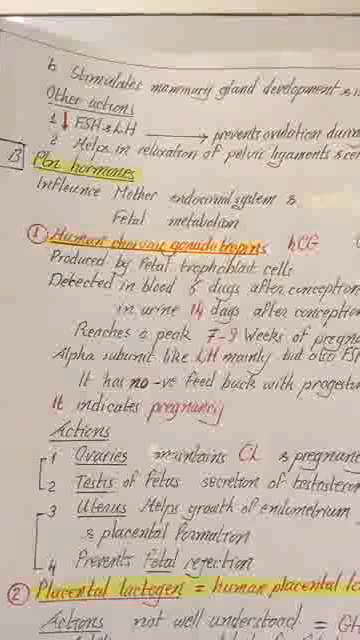 b Stimulates mammary gland development &
Other actions
1 ↓ FSH & LH → prevents ovulation
2 Helps in relaxation of pelvic ligaments &
B Pßn hormones
Influence Mother endocrinal system &
Fetal metabolism
① Human chorionic gonadotropins hCG
Produced by Fetal trophoblast cells
Detected in blood 6 days after conception
in urine 14 days after conception
Reaches a peak 7-9 weeks of
Alpha subunit like LH mainly but also
It has no -ve feed back with
It indicates pregnancy
Actions
1 Ovaries maintains CL &
2 Testis of fetus secretion of
3 Uterus Helps growth of endometrium
& placental formation
4 Prevents fetal rejection
② Placental lactogen = human placental
Actions not well understood =